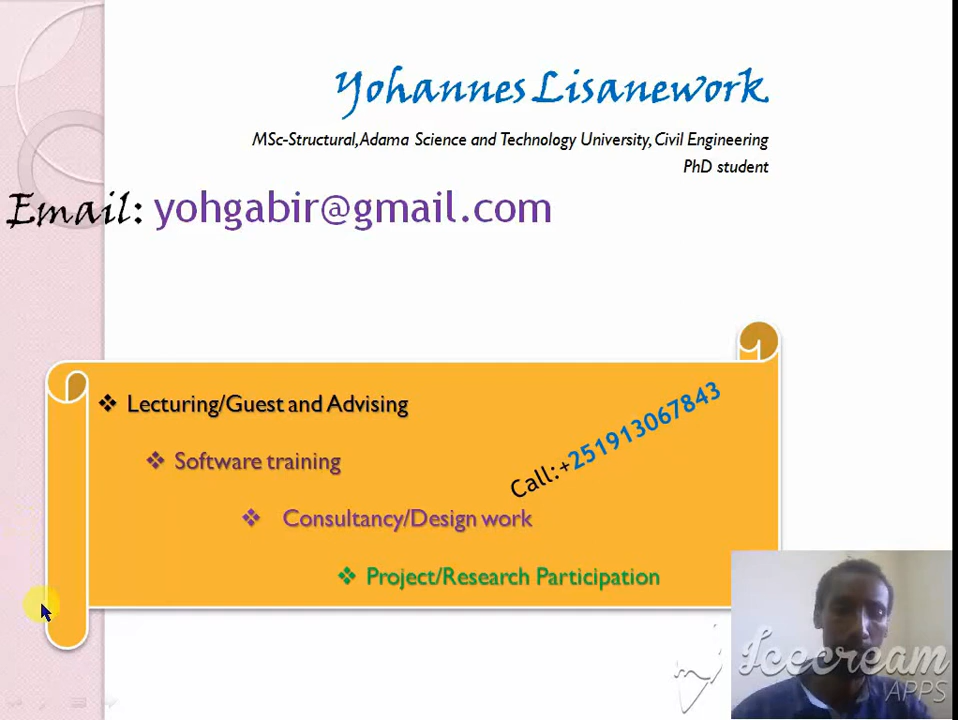 Yohannes Lisanework
MSc-Structural,Adama Science and Technology University, Civil Engineering
PhD student
Email: yohgabir@gmail.com
❖ Lecturing/Guest and Advising
Call:+251913067843
❖ Software training
❖ Consultancy/Design work
❖ Project/Research Participation
Icecream
APPS